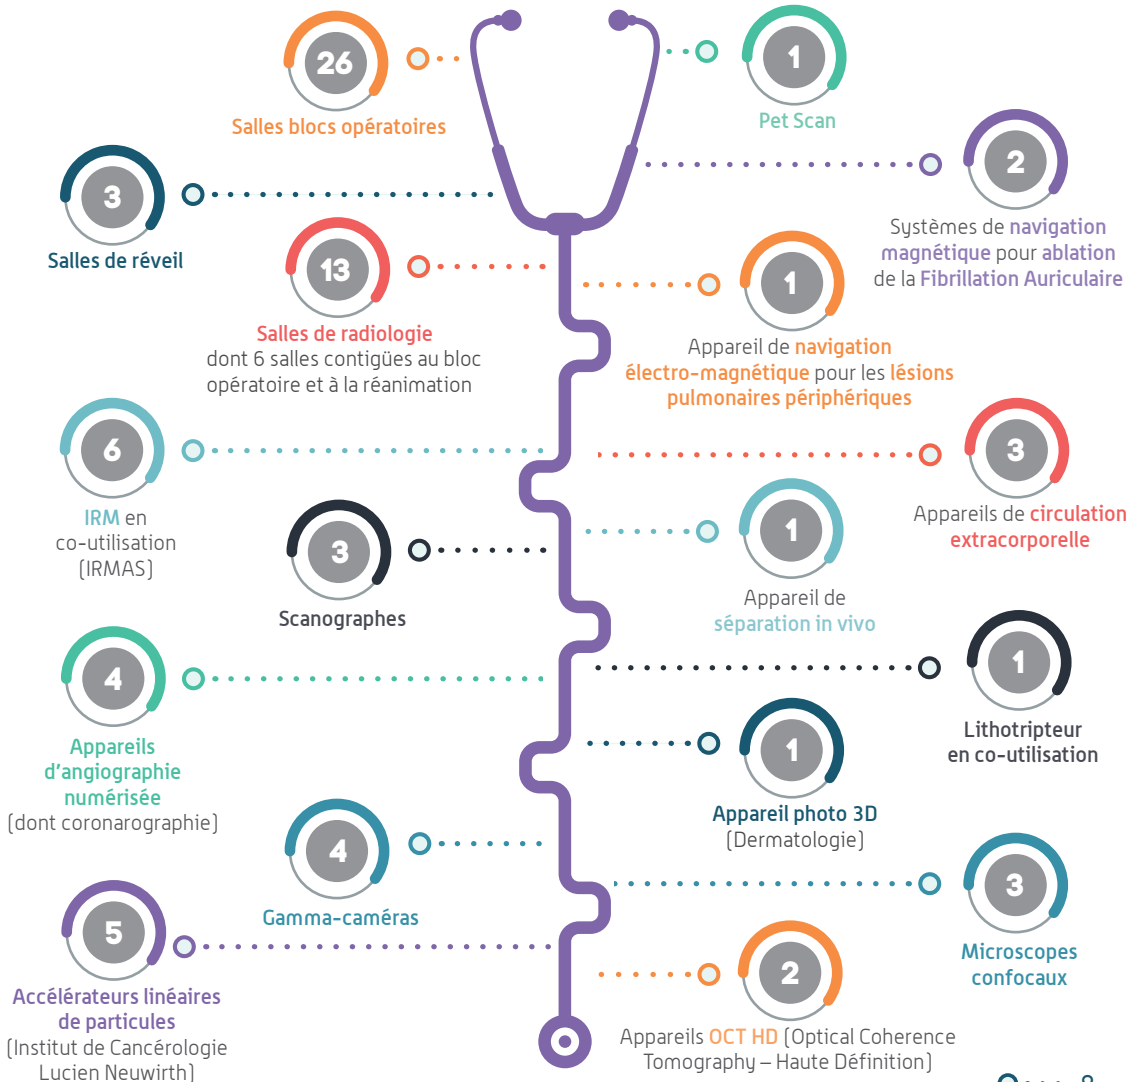 26
Salles blocs opératoires
1
Pet Scan
3
Salles de réveil
2
Systèmes de navigation
magnétique pour ablation
de la Fibrillation Auriculaire
13
Salles de radiologie
dont 6 salles contigües au bloc
opératoire et à la réanimation
1
Appareil de navigation
électro-magnétique pour les lésions
pulmonaires périphériques
6
IRM en
co-utilisation
(IRMAS)
3
Appareils de circulation
extracorporelle
3
Scanographes
1
Appareil de
séparation in vivo
4
Appareils
d'angiographie
numérisée
(dont coronarographie)
1
Lithotripteur
en co-utilisation
1
Appareil photo 3D
(Dermatologie)
4
Gamma-caméras
3
Microscopes
confocaux
5
Accélérateurs linéaires
de particules
(Institut de Cancérologie
Lucien Neuwirth)
2
Appareils OCT HD (Optical Coherence
Tomography – Haute Définition)